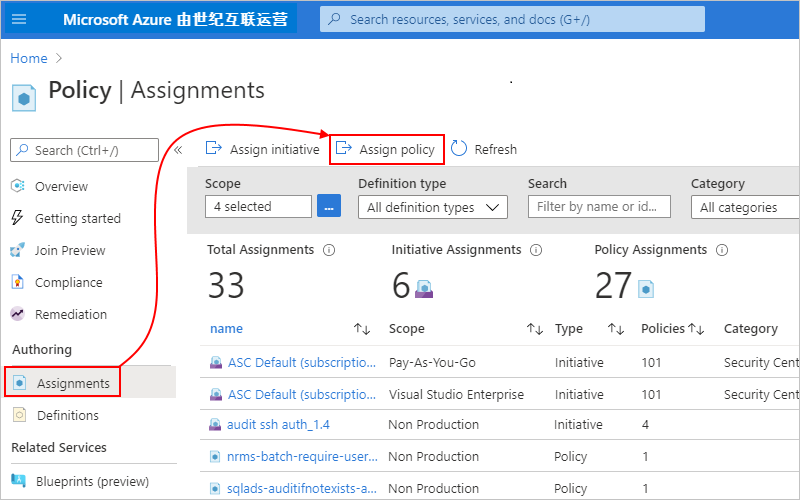 Microsoft Azure 由世纪互联运营
Search resources, services, and docs (G+/)
Home >
Policy | Assignments
Search (Ctrl+/) «
Assign initiative Assign policy Refresh
Overview
Getting started
Join Preview
Compliance
Remediation
Authoring
Assignments
Definitions
Related Services
Blueprints (preview)
Scope Definition type Search Category
4 selected ... All definition types Filter by name or id... All categories
Total Assignments Initiative Assignments Policy Assignments
33 6 27
name Scope Type Policies Category
ASC Default (subscriptio... Pay-As-You-Go Initiative 101 Security Cent
ASC Default (subscriptio... Visual Studio Enterprise Initiative 101 Security Cent
audit ssh auth_1.4 Non Production Initiative 4
nrms-batch-require-user... Non Production Policy 1
sqlads-auditifnotexists-a... Non Production Policy 1